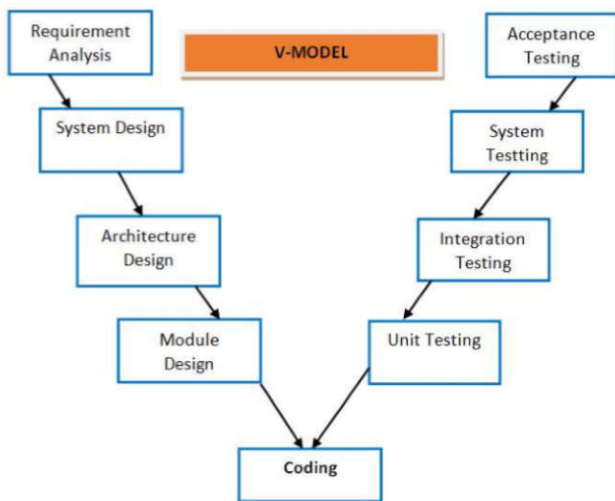 Requirement
Analysis
V-MODEL
Acceptance
Testing
System Design
System
Testting
Architecture
Design
Integration
Testing
Module
Design
Unit Testing
Coding